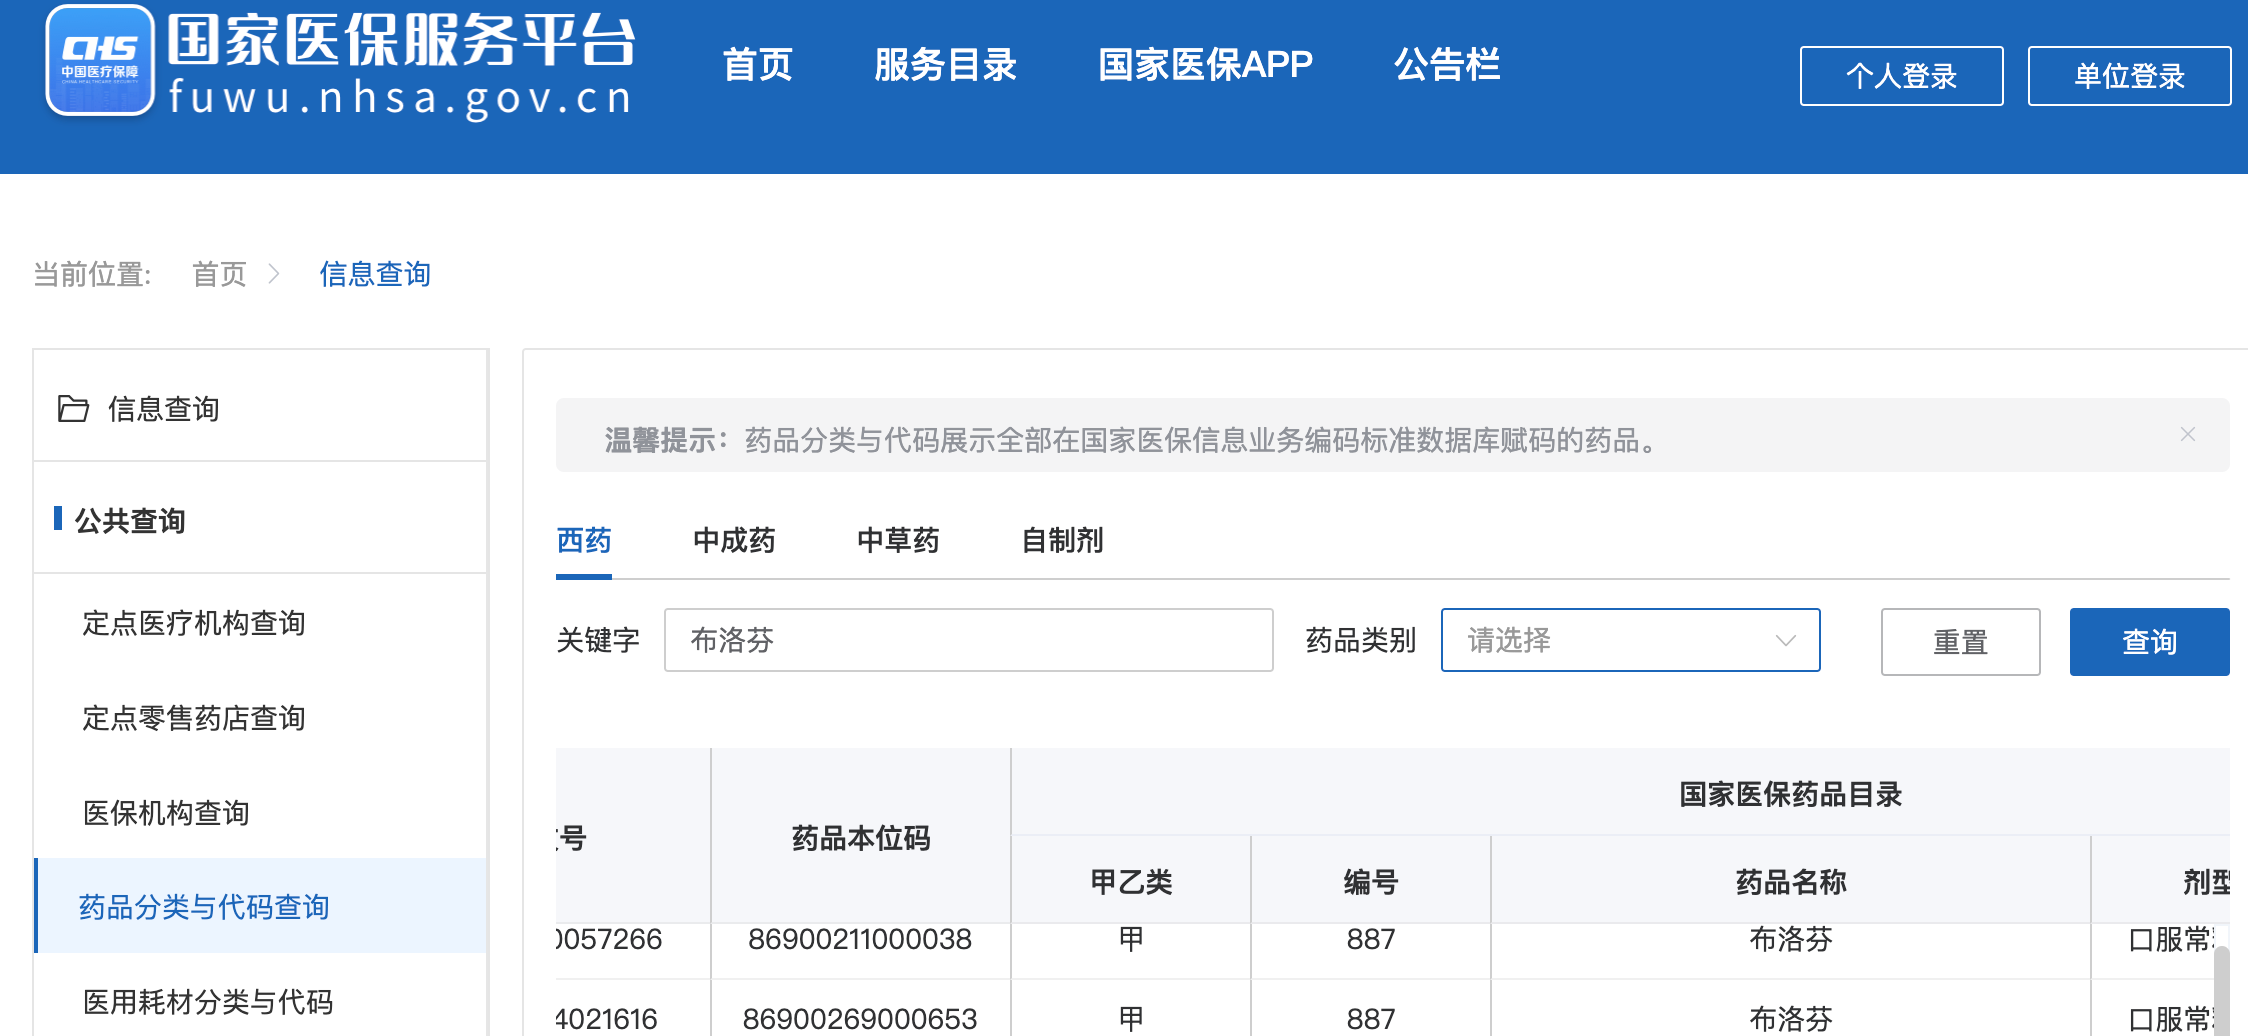 CHS
中国医疗保障
CHINA HEALTHCARE SECURITY
国家医保服务平台
fuwu.nhsa.gov.cn
首页 服务目录 国家医保APP 公告栏
个人登录 单位登录
当前位置: 首页 信息查询
信息查询
公共查询
定点医疗机构查询
定点零售药店查询
医保机构查询
药品分类与代码查询
医用耗材分类与代码
温馨提示：药品分类与代码展示全部在国家医保信息业务编码标准数据库赋码的药品。
西药 中成药 中草药 自制剂
关键字 布洛芬 药品类别 请选择 重置 查询
国家医保药品目录
号 药品本位码
甲乙类 编号 药品名称 剂型
0057266 86900211000038 甲 887 布洛芬 口服常
4021616 86900269000653 甲 887 布洛芬 口服常